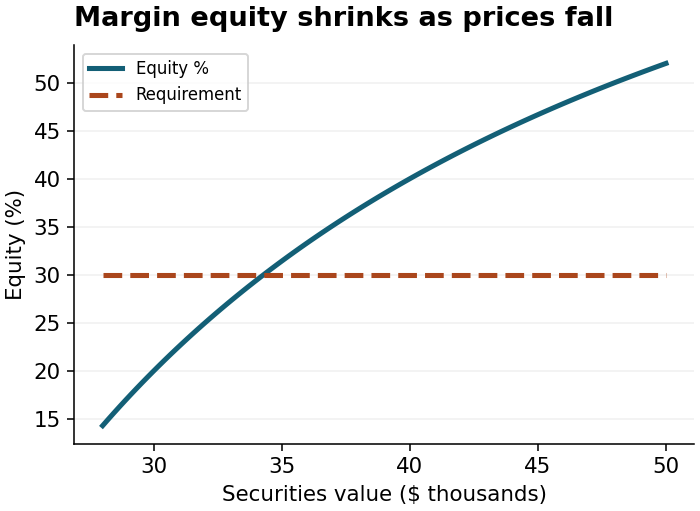 Margin equity shrinks as prices fall
Equity %
Requirement
Equity (%)
50
45
40
35
30
25
20
15
30 35 40 45 50
Securities value ($ thousands)